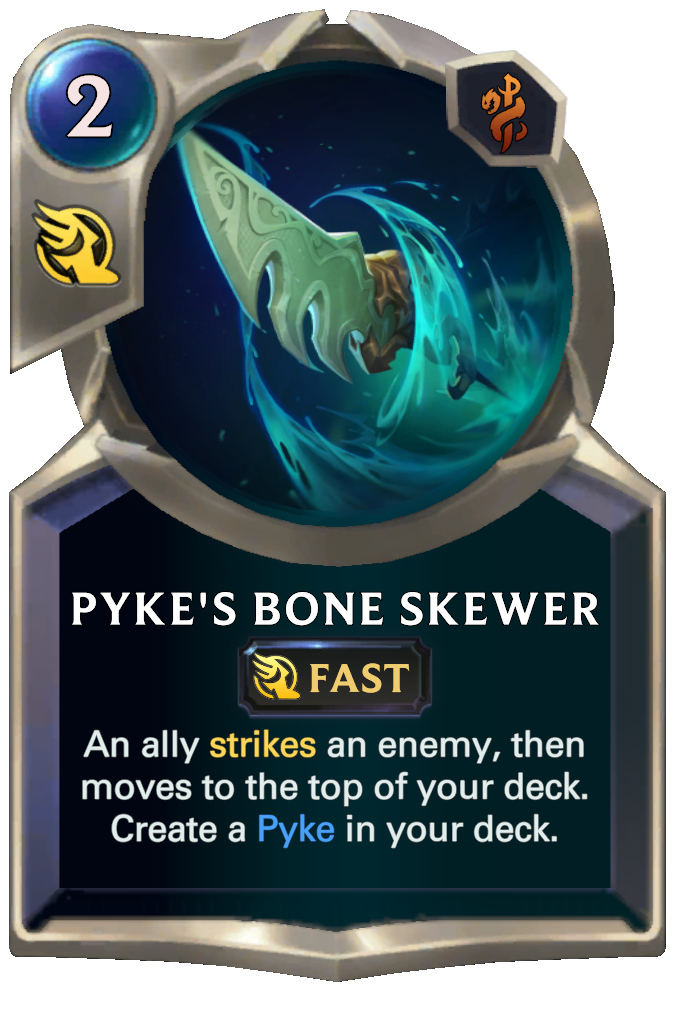 2
PYKE'S BONE SKEWER
FAST
An ally strikes an enemy, then
moves to the top of your deck.
Create a Pyke in your deck.